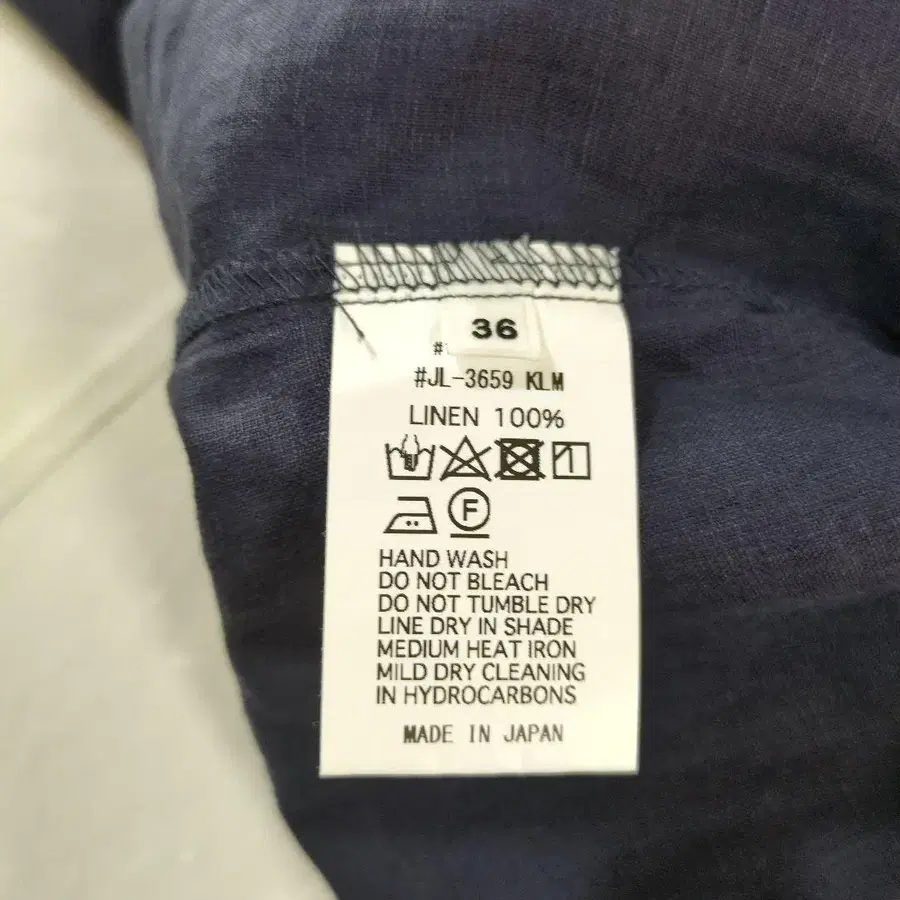 36
#
#JL-3659 KLM
LINEN 100%
F
HAND WASH
DO NOT BLEACH
DO NOT TUMBLE DRY
LINE DRY IN SHADE
MEDIUM HEAT IRON
MILD DRY CLEANING
IN HYDROCARBONS
MADE IN JAPAN